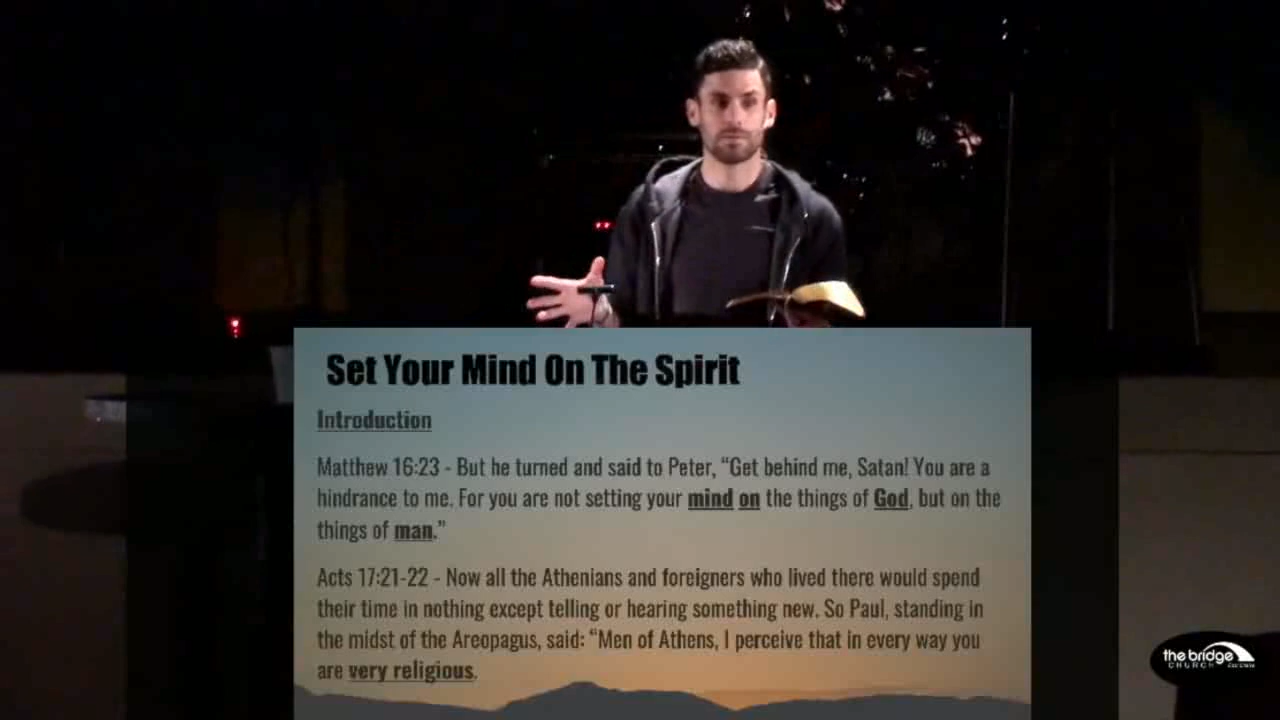 Set Your Mind On The Spirit
Introduction
Matthew 16:23 - But he turned and said to Peter, “Get behind me, Satan! You are a
hindrance to me. For you are not setting your mind on the things of God, but on the
things of man.”
Acts 17:21-22 - Now all the Athenians and foreigners who lived there would spend
their time in nothing except telling or hearing something new. So Paul, standing in
the midst of the Areopagus, said: “Men of Athens, I perceive that in every way you
are very religious.
the bridge
CHURCH